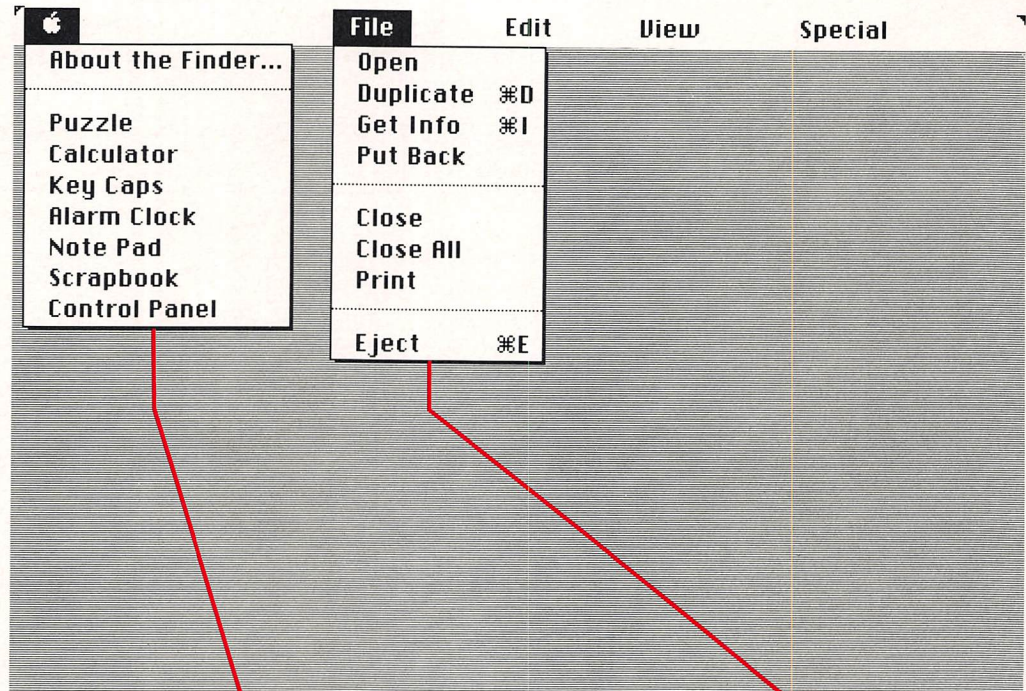 File Edit View Special
About the Finder...
Puzzle
Calculator
Key Caps
Alarm Clock
Note Pad
Scrapbook
Control Panel
Open
Duplicate ⌘D
Get Info ⌘I
Put Back
Close
Close All
Print
Eject ⌘E